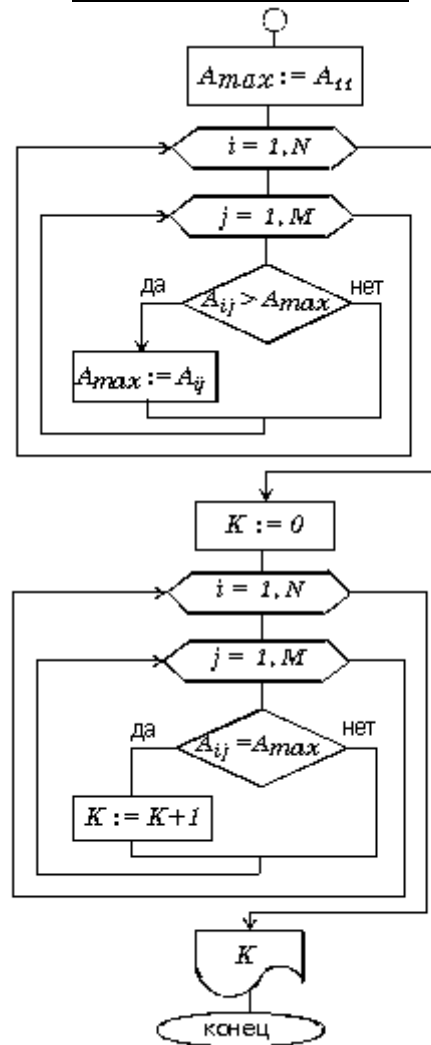 Amax := A11
i = 1, N
j = 1, M
да
нет
Aij > Amax
Amax := Aij
K := 0
i = 1, N
j = 1, M
да
нет
Aij =Amax
K := K+1
K
конец